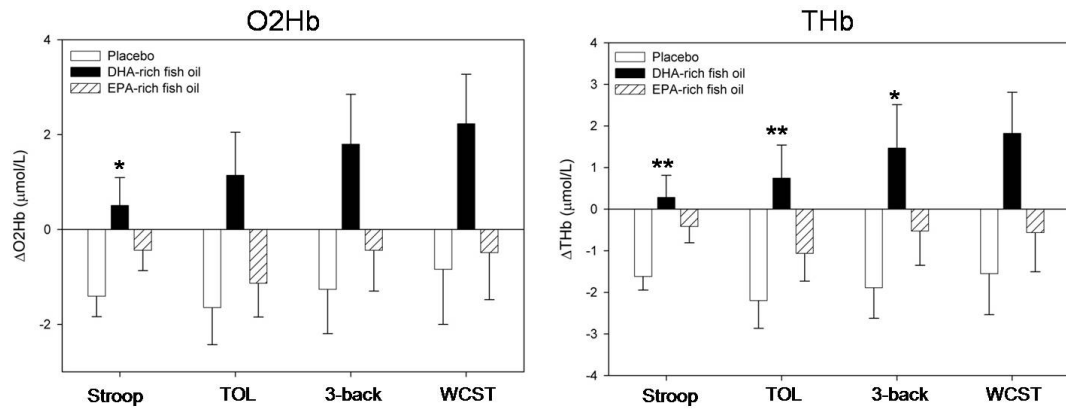 O2Hb
4
2
0
-2
ΔO2Hb (μmol/L)
Placebo
DHA-rich fish oil
EPA-rich fish oil
*
Stroop TOL 3-back WCST
THb
4
3
2
1
0
-1
-2
-3
-4
ΔTHb (μmol/L)
Placebo
DHA-rich fish oil
EPA-rich fish oil
** ** *
Stroop TOL 3-back WCST